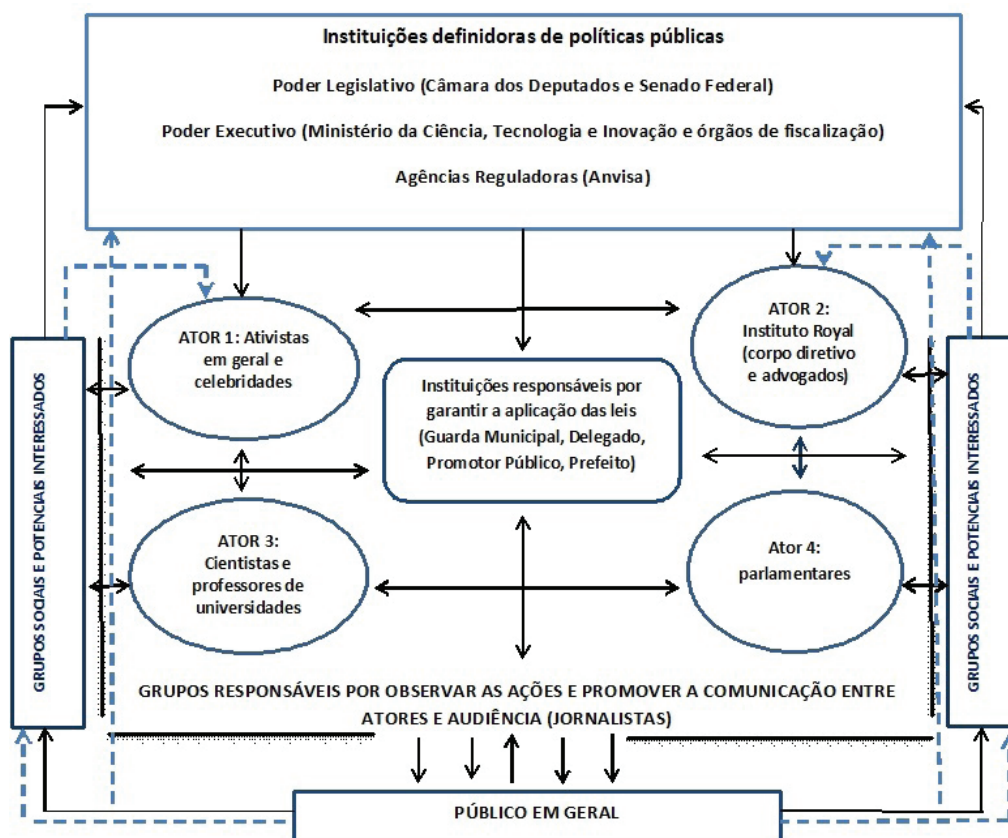 Instituições definidoras de políticas públicas
Poder Legislativo (Câmara dos Deputados e Senado Federal)
Poder Executivo (Ministério da Ciência, Tecnologia e Inovação e órgãos de fiscalização)
Agências Reguladoras (Anvisa)
ATOR 1: Ativistas
em geral e
celebridades
ATOR 2:
Instituto Royal
(corpo diretivo
e advogados)
Instituições responsáveis por
garantir a aplicação das leis
(Guarda Municipal, Delegado,
Promotor Público, Prefeito)
GRUPOS SOCIAIS E POTENCIAIS INTERESSADOS
GRUPOS SOCIAIS E POTENCIAIS INTERESSADOS
ATOR 3:
Cientistas e
professores de
universidades
Ator 4:
parlamentares
GRUPOS RESPONSÁVEIS POR OBSERVAR AS AÇÕES E PROMOVER A COMUNICAÇÃO ENTRE
ATORES E AUDIÊNCIA (JORNALISTAS)
PÚBLICO EM GERAL